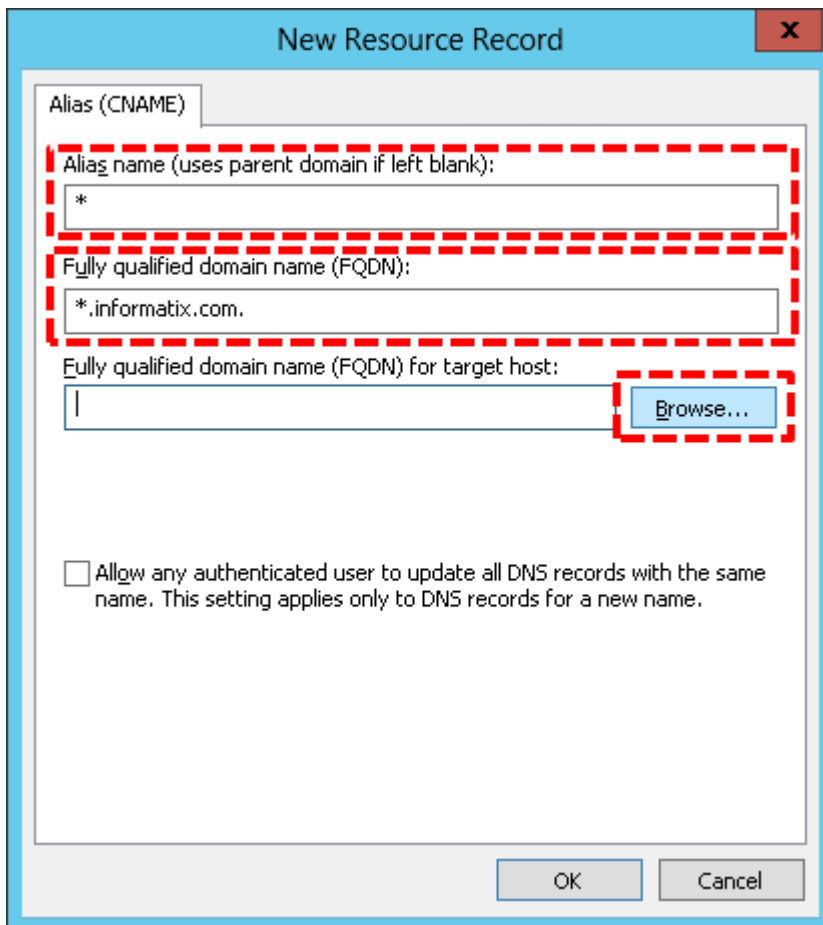 New Resource Record
x
Alias (CNAME)
Alias name (uses parent domain if left blank):
*
Fully qualified domain name (FQDN):
*.informatix.com.
Fully qualified domain name (FQDN) for target host:
Browse...
Allow any authenticated user to update all DNS records with the same
name. This setting applies only to DNS records for a new name.
OK
Cancel